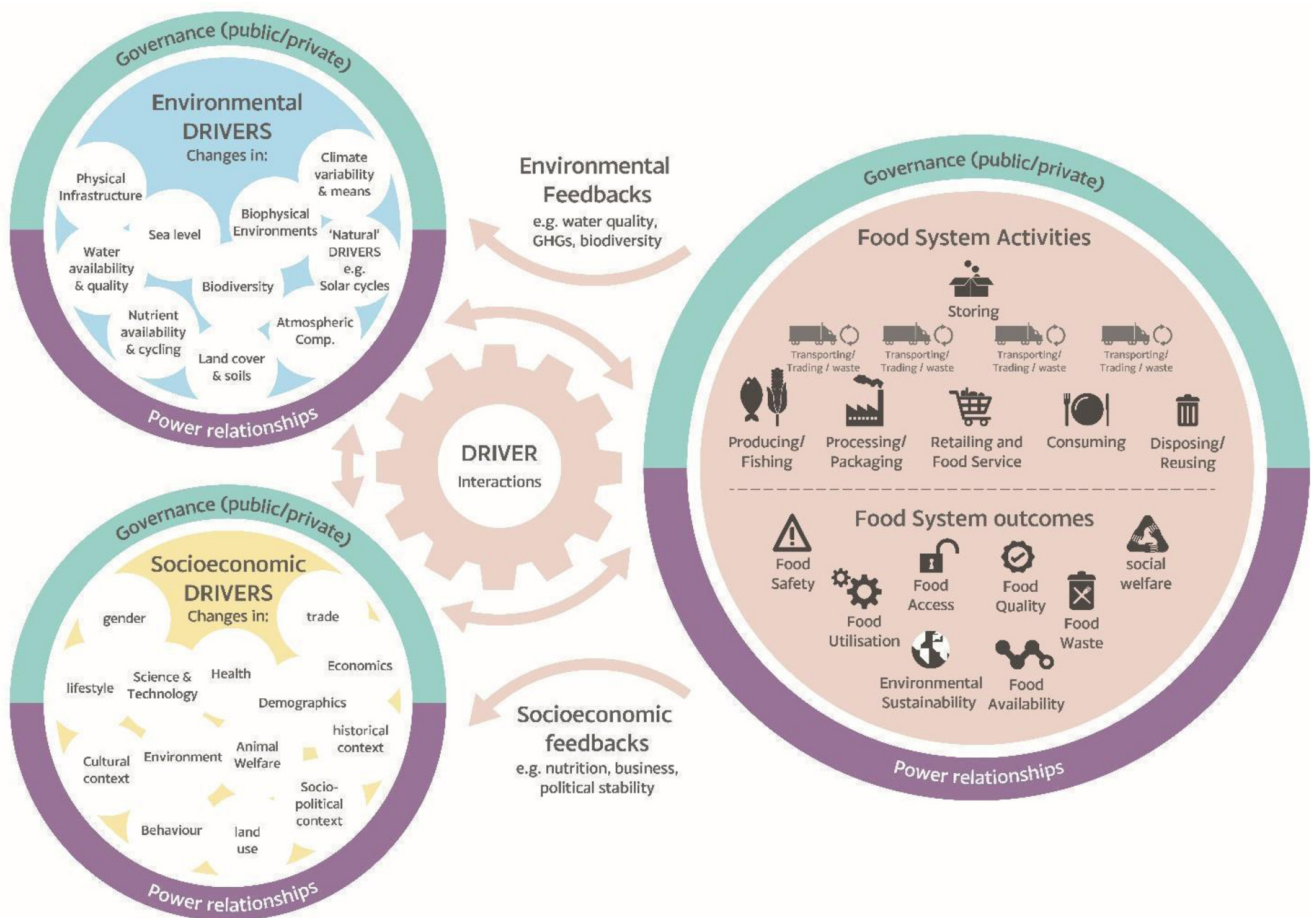 Governance (public/private)
Environmental
DRIVERS
Changes in:
Physical
Infrastructure
Climate
variability
& means
Sea level
Biophysical
Environments
Water
availability
& quality
Biodiversity
'Natural'
DRIVERS
e.g.
Solar cycles
Nutrient
availability
& cycling
Land cover
& soils
Atmospheric
Comp.
Power relationships
Governance (public/private)
Socioeconomic
DRIVERS
Changes in:
gender
trade
lifestyle
Science &
Technology
Health
Economics
Demographics
Cultural
context
Environment
Animal
Welfare
historical
context
Behaviour
land
use
Socio-
political
context
Power relationships
Environmental
Feedbacks
e.g. water quality,
GHGs, biodiversity
DRIVER
Interactions
Socioeconomic
feedbacks
e.g. nutrition, business,
political stability
Governance (public/private)
Food System Activities
Storing
Transporting/
Trading / waste
Transporting/
Trading / waste
Transporting/
Trading / waste
Transporting/
Trading / waste
Producing/
Fishing
Processing/
Packaging
Retailing and
Food Service
Consuming
Disposing/
Reusing
Food System outcomes
Food
Safety
Food
Utilisation
Food
Access
Food
Quality
Food
Waste
social
welfare
Environmental
Sustainability
Food
Availability
Power relationships